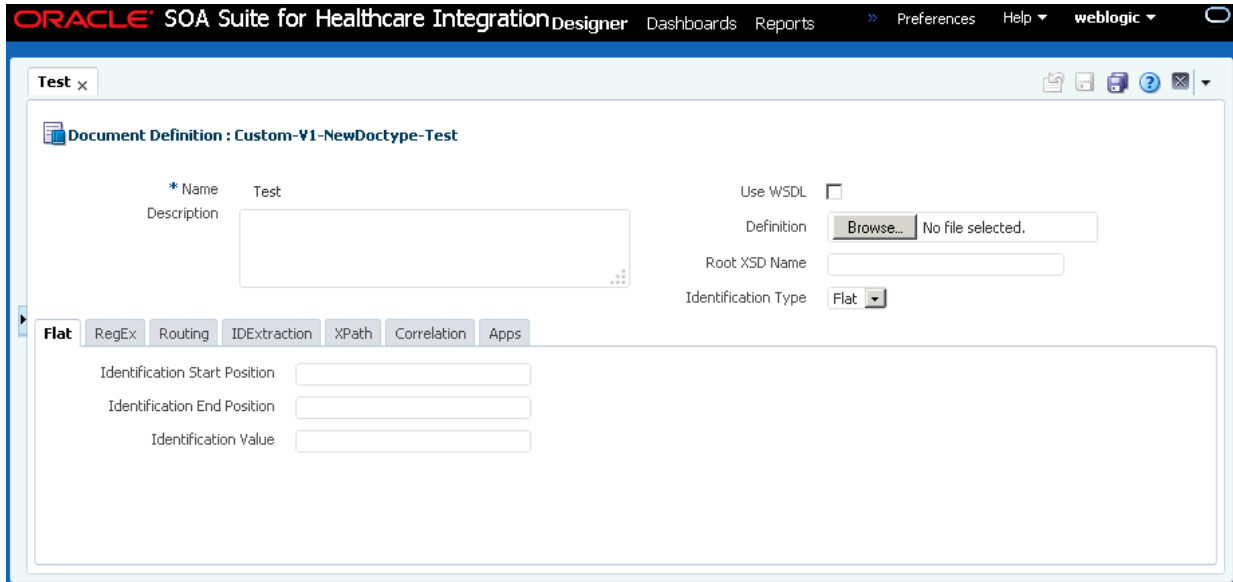 ORACLE SOA Suite for Healthcare Integration Designer Dashboards Reports » Preferences Help weblogic
Test x
Document Definition : Custom-V1-NewDoctype-Test
* Name Test
Description
Use WSDL
Definition Browse... No file selected.
Root XSD Name
Identification Type Flat
Flat RegEx Routing IDExtraction XPath Correlation Apps
Identification Start Position
Identification End Position
Identification Value